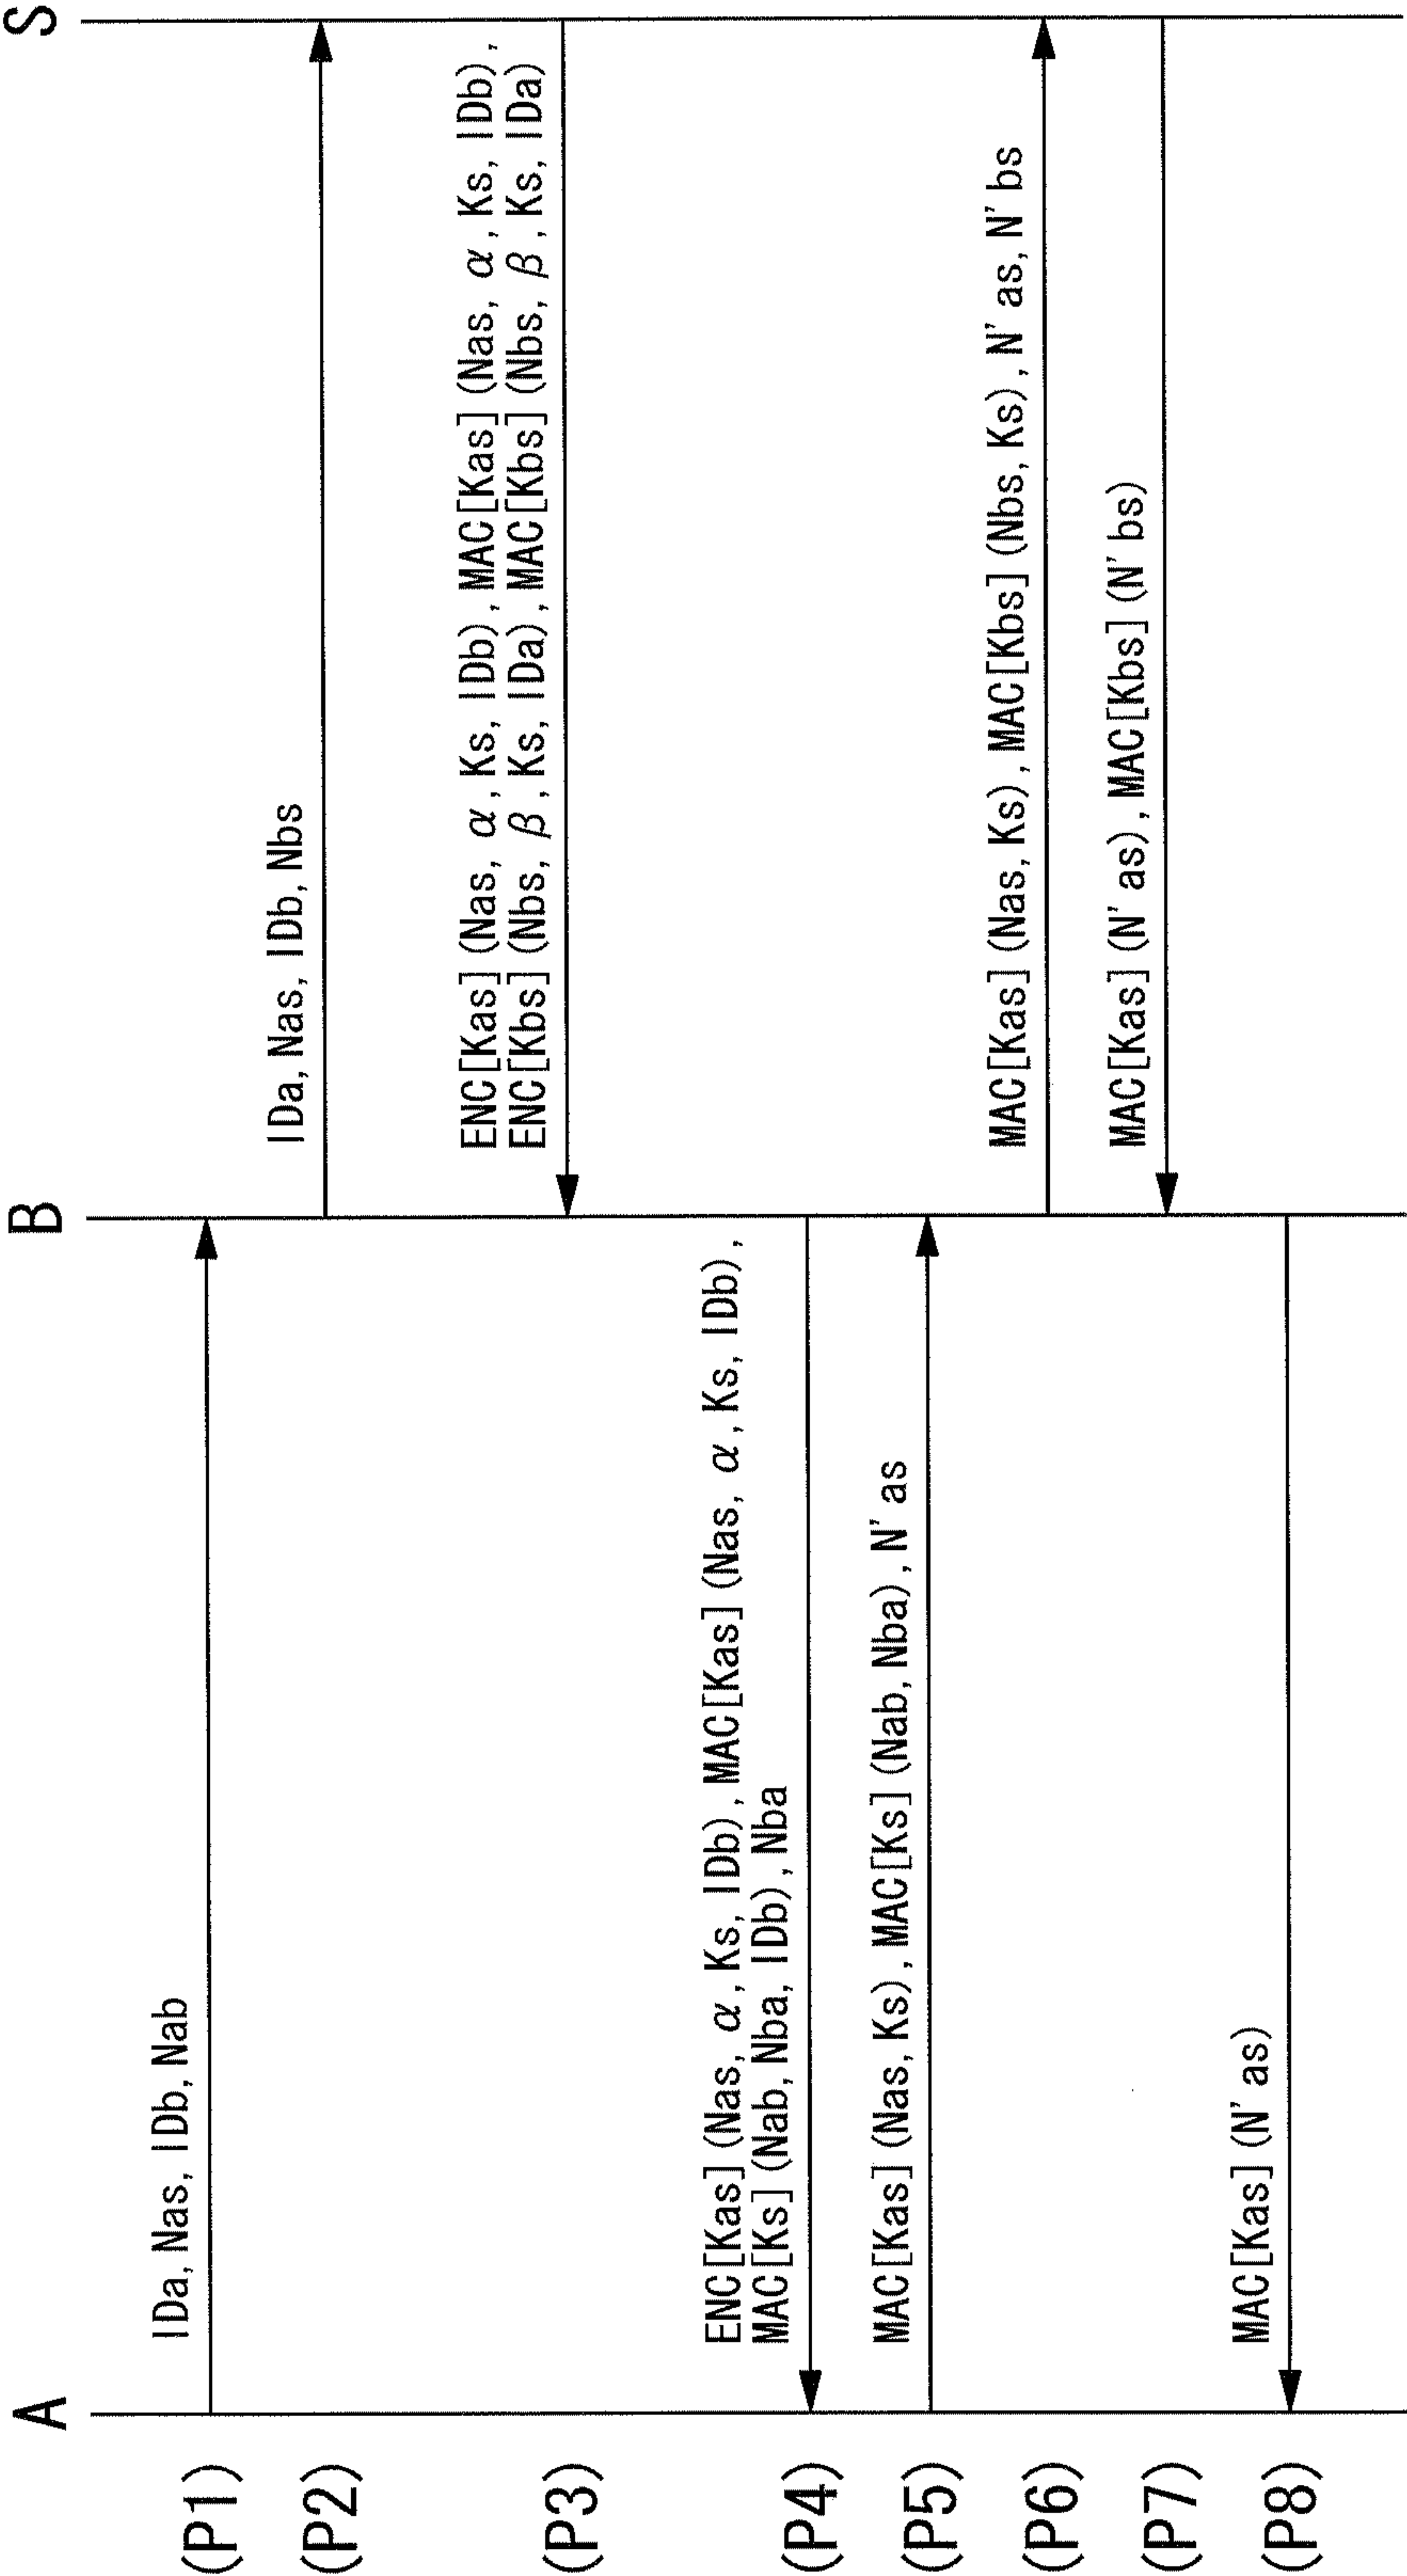 A B S
(P1)
IDa, Nas, IDb, Nab
(P2)
IDa, Nas, IDb, Nbs
(P3)
ENC[Kas] (Nas, α, Ks, IDb), MAC[Kas] (Nas, α, Ks, IDb),
ENC[Kbs] (Nbs, β, Ks, IDa), MAC[Kbs] (Nbs, β, Ks, IDa)
(P4)
ENC[Kas] (Nas, α, Ks, IDb), MAC[Kas] (Nas, α, Ks, IDb),
MAC[Ks] (Nab, Nba, IDb), Nba
(P5)
MAC[Kas] (Nas, Ks), MAC[Ks] (Nab, Nba), N' as
(P6)
MAC[Kas] (Nas, Ks), MAC[Kbs] (Nbs, Ks), N' as, N' bs
(P7)
MAC[Kas] (N' as), MAC[Kbs] (N' bs)
(P8)
MAC[Kas] (N' as)